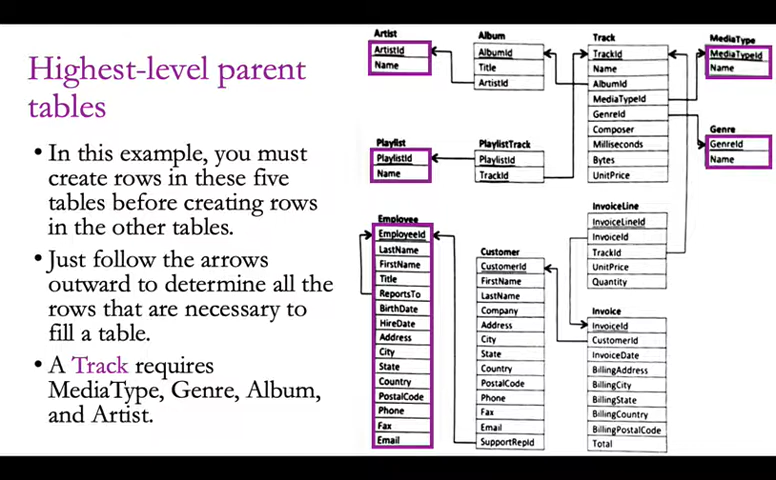 Highest-level parent
tables
• In this example, you must
create rows in these five
tables before creating rows
in the other tables.
• Just follow the arrows
outward to determine all the
rows that are necessary to
fill a table.
• A Track requires
MediaType, Genre, Album,
and Artist.
Artist
ArtistId
Name
Album
AlbumId
Title
ArtistId
Track
TrackId
Name
AlbumId
MediaTypeId
GenreId
Composer
Milliseconds
Bytes
UnitPrice
MediaType
MediaTypeId
Name
Genre
GenreId
Name
Playlist
PlaylistId
Name
PlaylistTrack
PlaylistId
TrackId
Employee
EmployeeId
LastName
FirstName
Title
ReportsTo
BirthDate
HireDate
Address
City
State
Country
PostalCode
Phone
Fax
Email
Customer
CustomerId
FirstName
LastName
Company
Address
City
State
Country
PostalCode
Phone
Fax
Email
SupportRepId
InvoiceLine
InvoiceLineId
InvoiceId
TrackId
UnitPrice
Quantity
Invoice
InvoiceId
CustomerId
InvoiceDate
BillingAddress
BillingCity
BillingState
BillingCountry
BillingPostalCode
Total